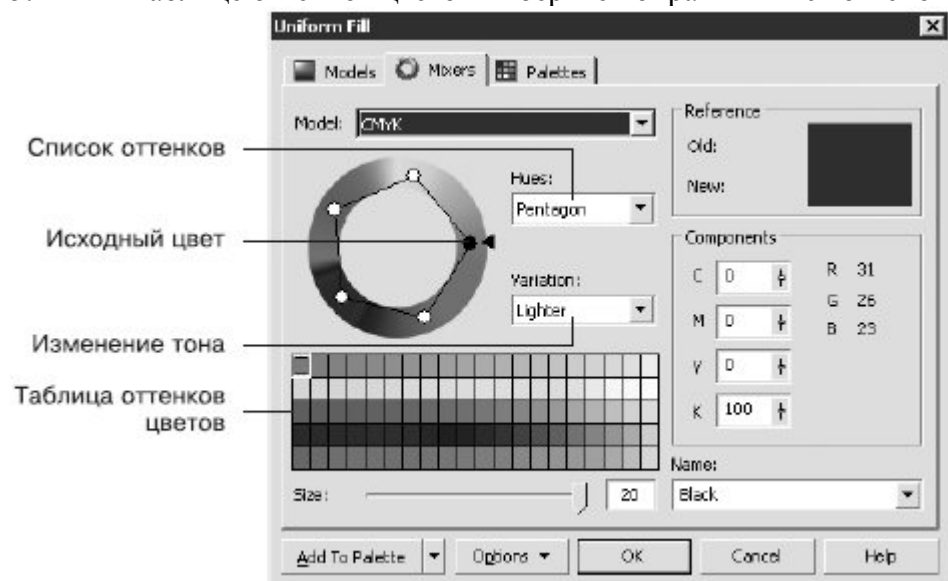 Uniform Fill
Models Mixers Palettes
Model: CMYK
Reference
Old:
New:
Список оттенков
Hues:
Pentagon
Исходный цвет
Components
C 0 R 31
G 26
B 23
Variation:
Lighter
M 0
Изменение тона
Y 0
Таблица оттенков
цветов
K 100
Name:
Size: 20 Black
Add To Palette Options OK Cancel Help